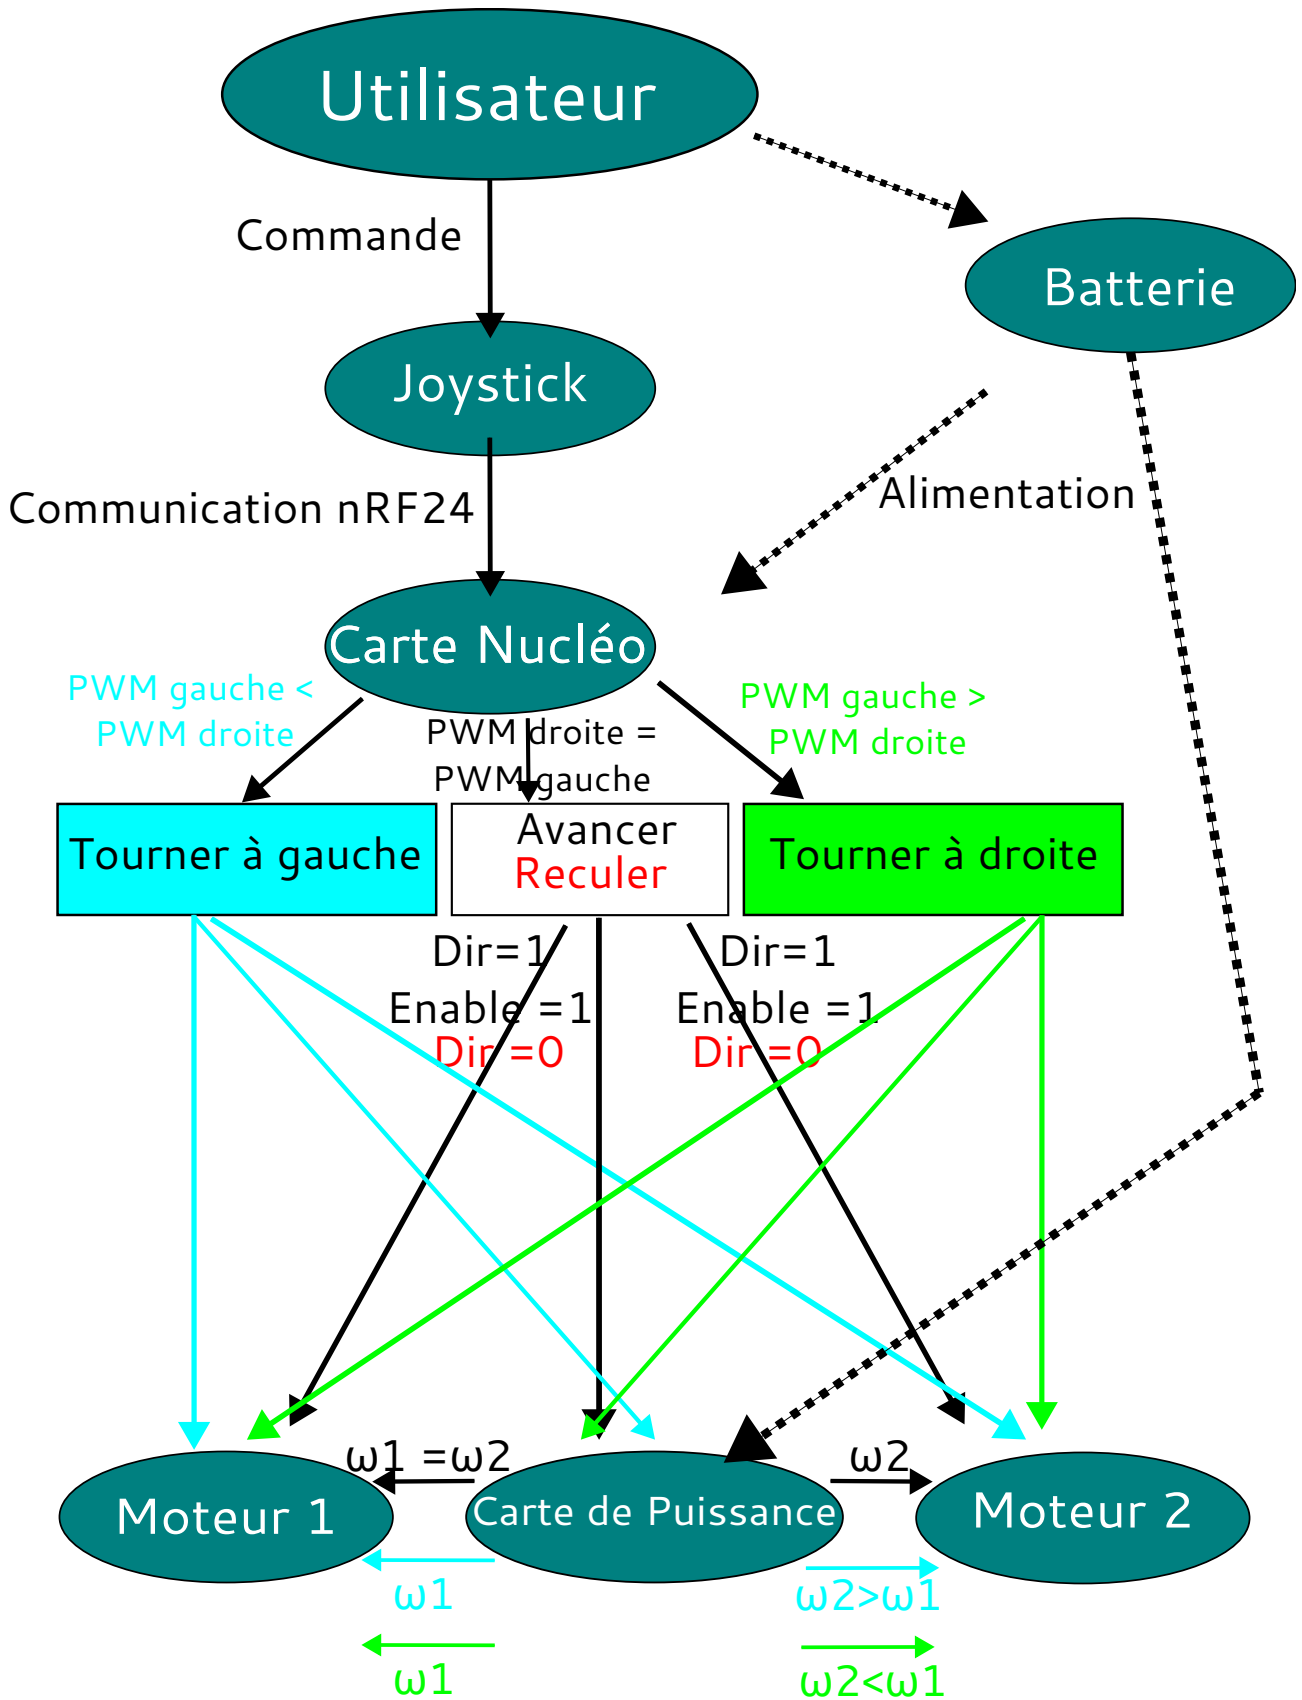 Utilisateur
Commande
Batterie
Joystick
Alimentation
Communication nRF24
Carte Nucléo
PWM gauche <
PWM droite
PWM droite =
PWM gauche
PWM gauche >
PWM droite
Tourner à gauche
Avancer
Reculer
Tourner à droite
Dir=1
Enable =1
Dir =0
Dir=1
Enable =1
Dir =0
ω1 =ω2
ω2
Moteur 1
Carte de Puissance
Moteur 2
ω1
ω2>ω1
ω1
ω2<ω1